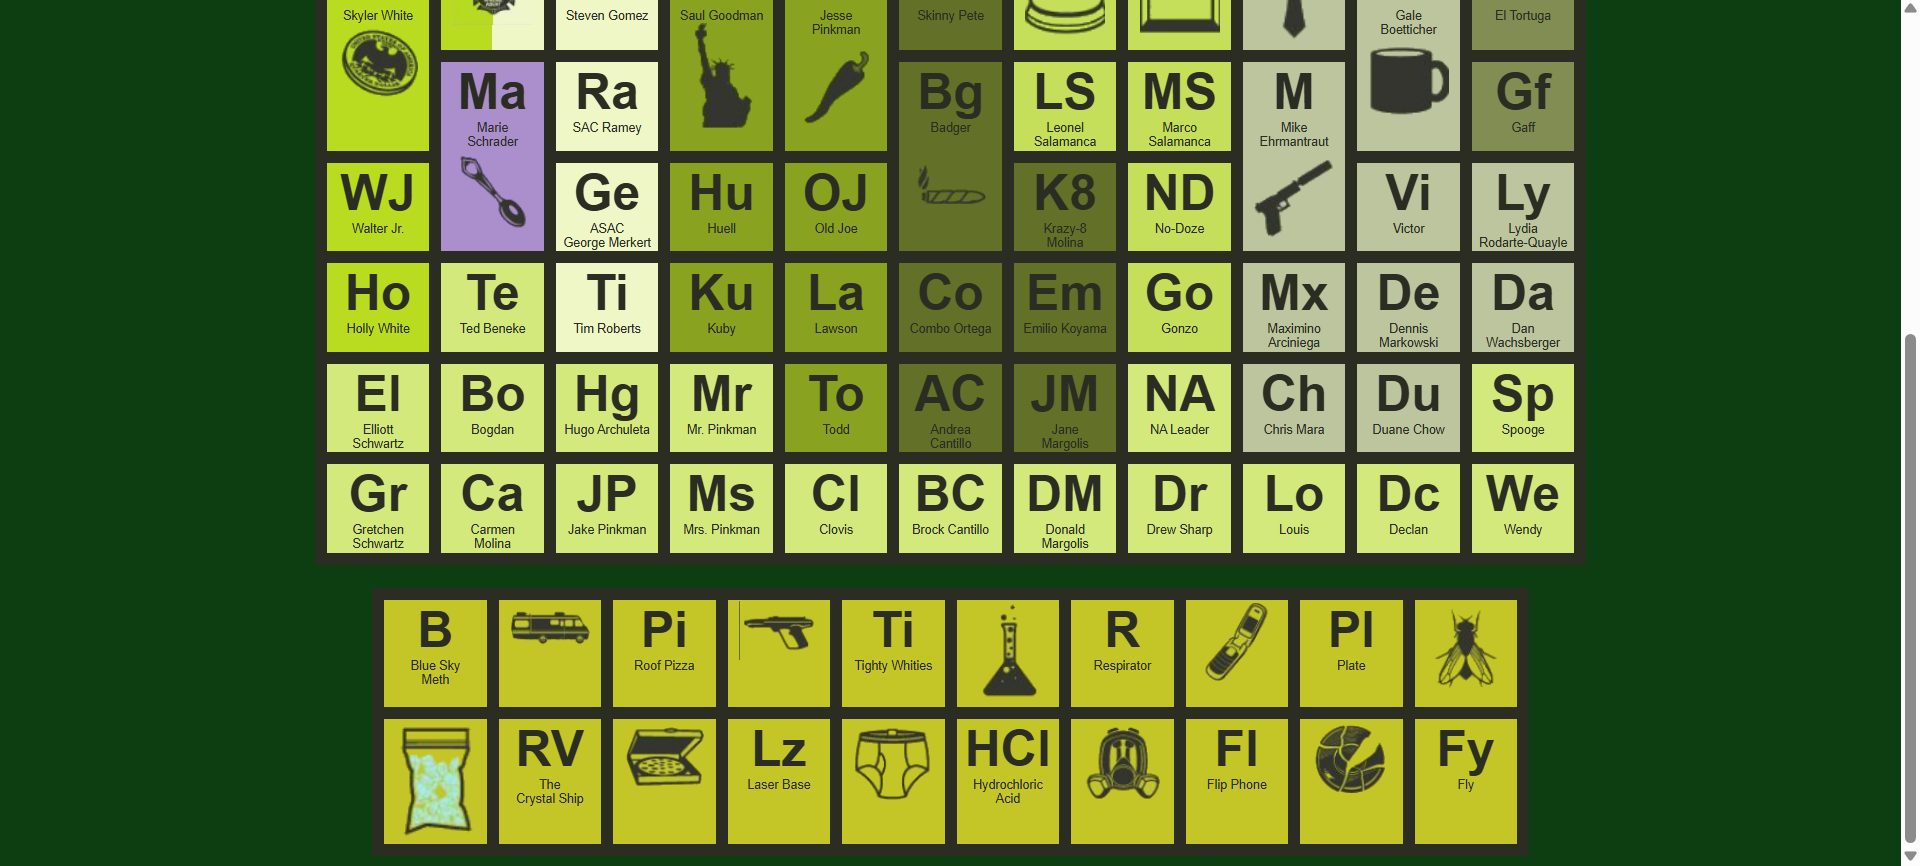 Skyler White
Steven Gomez
Saul Goodman
Jesse
Pinkman
Skinny Pete
Gale
Boetticher
El Tortuga
Ma
Marie
Schrader
Ra
SAC Ramey
Bg
Badger
LS
Leonel
Salamanca
MS
Marco
Salamanca
M
Mike
Ehrmantraut
Gf
Gaff
WJ
Walter Jr.
Ge
ASAC
George Merkert
Hu
Huell
OJ
Old Joe
K8
Krazy-8
Molina
ND
No-Doze
Vi
Victor
Ly
Lydia
Rodarte-Quayle
Ho
Holly White
Te
Ted Beneke
Ti
Tim Roberts
Ku
Kuby
La
Lawson
Co
Combo Ortega
Em
Emilio Koyama
Go
Gonzo
Mx
Maximino
Arciniega
De
Dennis
Markowski
Da
Dan
Wachsberger
El
Elliott
Schwartz
Bo
Bogdan
Hg
Hugo Archuleta
Mr
Mr. Pinkman
To
Todd
AC
Andrea
Cantillo
JM
Jane
Margolis
NA
NA Leader
Ch
Chris Mara
Du
Duane Chow
Sp
Spooge
Gr
Gretchen
Schwartz
Ca
Carmen
Molina
JP
Jake Pinkman
Ms
Mrs. Pinkman
Cl
Clovis
BC
Brock Cantillo
DM
Donald
Margolis
Dr
Drew Sharp
Lo
Louis
Dc
Declan
We
Wendy
B
Blue Sky
Meth
Pi
Roof Pizza
Ti
Tighty Whities
R
Respirator
Pl
Plate
RV
The
Crystal Ship
Lz
Laser Base
HCl
Hydrochloric
Acid
Fl
Flip Phone
Fy
Fly